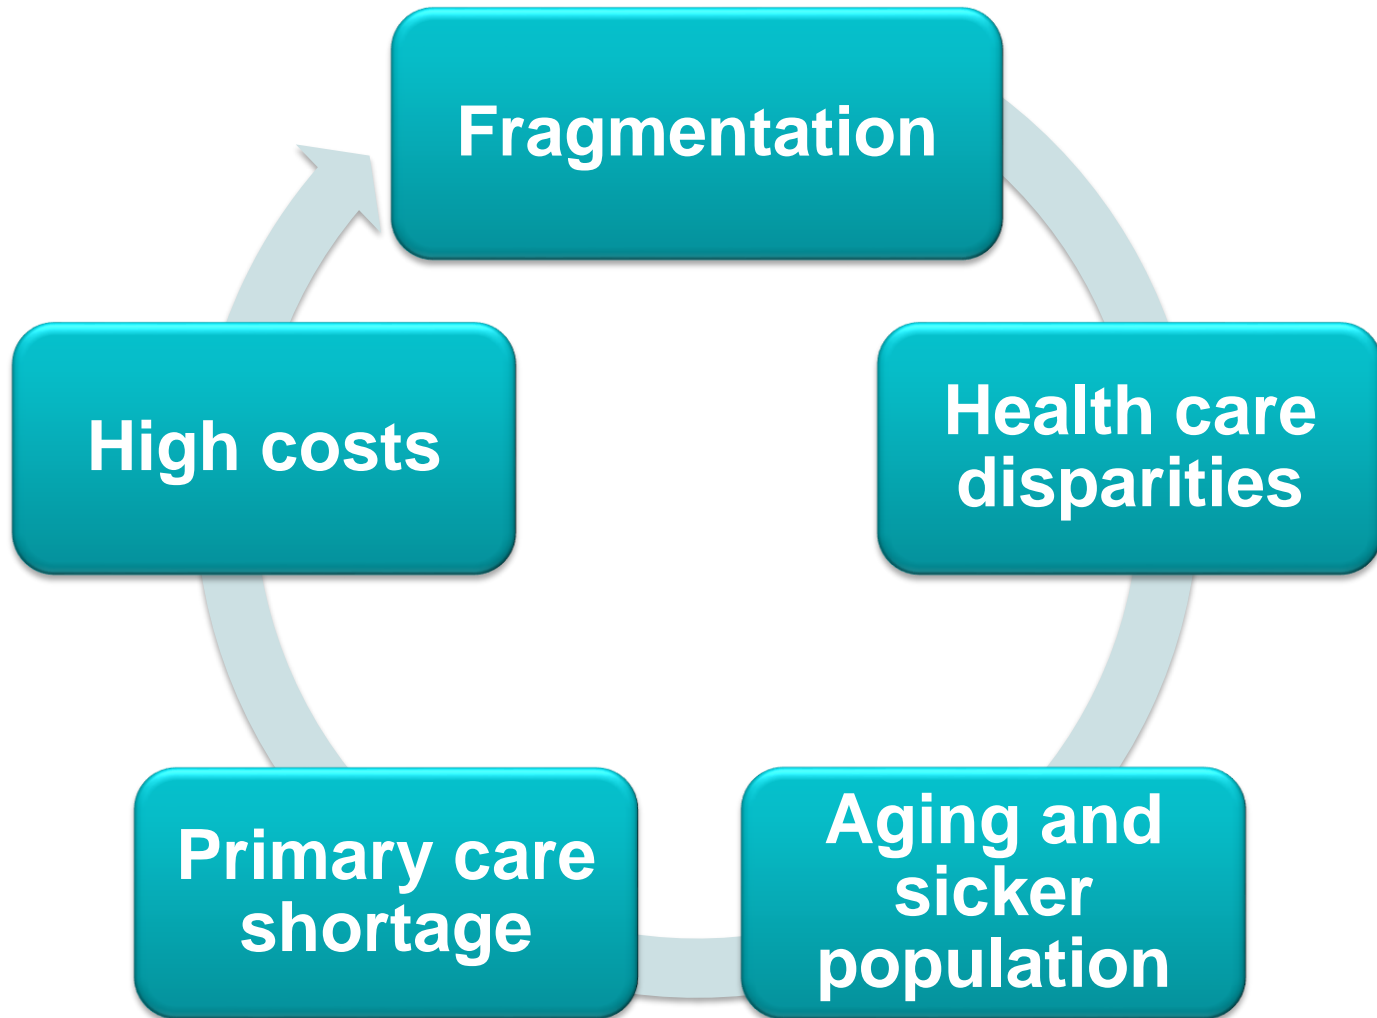 Fragmentation
Health care
disparities
Aging and
sicker
population
Primary care
shortage
High costs